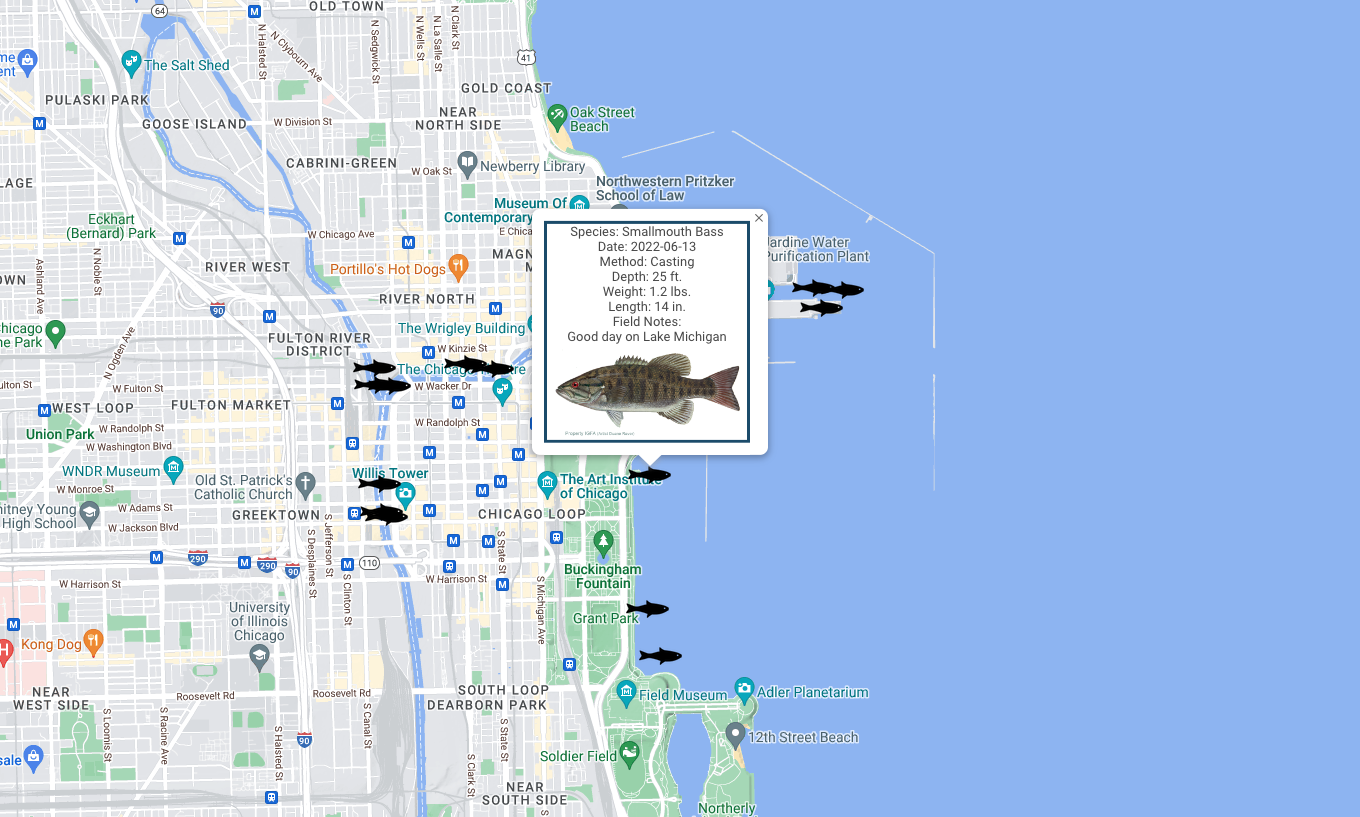 OLD TOWN
64
N Halsted St
N Clybourn Ave
N Sedgwick St
N Wells St
N La Salle St
N Clark St
41
The Salt Shed
PULASKI PARK
GOLD COAST
Oak Street
Beach
GOOSE ISLAND
W Division St
NEAR
NORTH SIDE
CABRINI-GREEN
W Oak St
Newberry Library
Northwestern Pritzker
School of Law
Museum Of
Contemporary
Eckhart
(Bernard) Park
W Chicago Ave
E Chica
MAGN
RIVER WEST
Portillo's Hot Dogs
RIVER NORTH
Ashland Ave
N Noble St
90
The Wrigley Building
Jardine Water
Purification Plant
Species: Smallmouth Bass
Date: 2022-06-13
Method: Casting
Depth: 25 ft.
Weight: 1.2 lbs.
Length: 14 in.
Field Notes:
Good day on Lake Michigan
N Ogden Ave
FULTON RIVER
DISTRICT
W Kinzie St
W Fulton St
W Wacker Dr
WEST LOOP
FULTON MARKET
W Randolph St
W Randolph St
Union Park
W Washington Blvd
WNDR Museum
W Monroe St
Old St. Patrick's
Catholic Church
Willis Tower
The Art Institute
of Chicago
itney Young
High School
W Adams St
W Jackson Blvd
GREEKTOWN
CHICAGO LOOP
S Jefferson St
S Desplaines St
S Clinton St
S State St
S Michigan Ave
290
290
90
110
W Harrison St
W Harrison St
Buckingham
Fountain
Grant Park
University
of Illinois
Chicago
Kong Dog
NEAR
WEST SIDE
Roosevelt Rd
Roosevelt Rd
SOUTH LOOP
DEARBORN PARK
Field Museum
Adler Planetarium
S Loomis St
S Racine Ave
S Halsted St
S Canal St
S State St
S Clark St
90
12th Street Beach
Soldier Field
NEAR
SOUTH SIDE
Northerly